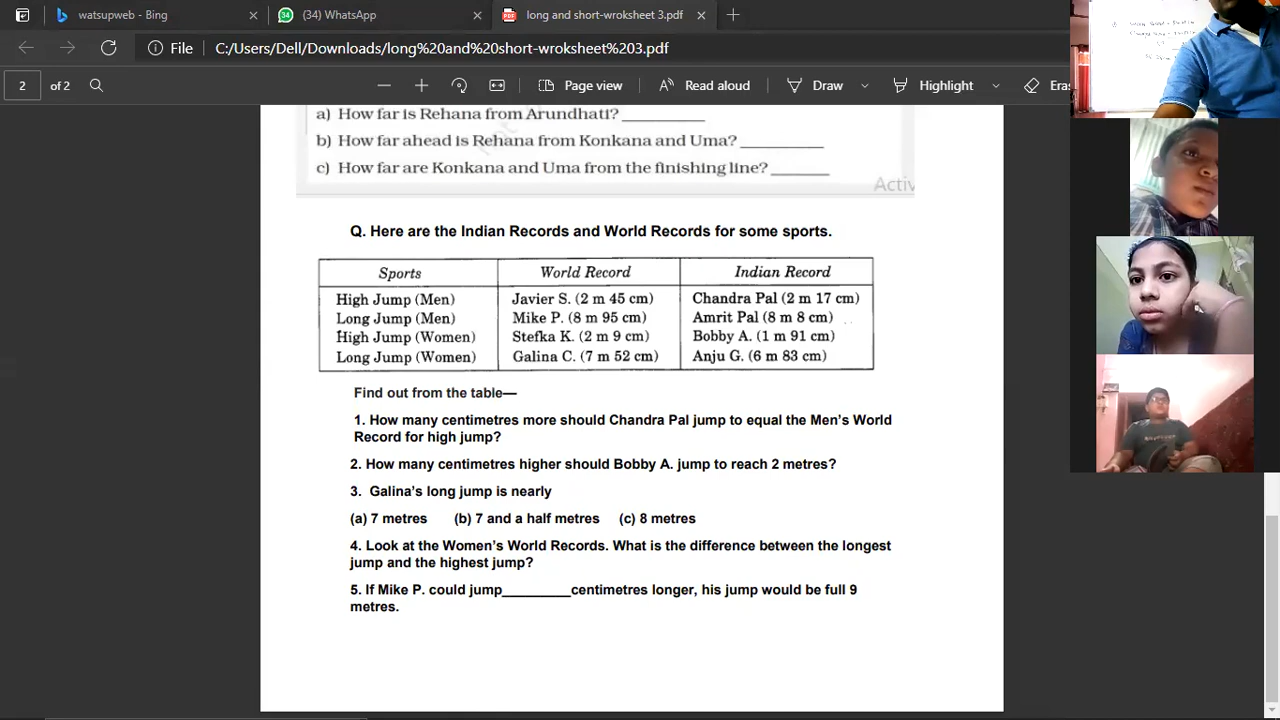 watsupweb - Bing
(34) WhatsApp
long and short-wroksheet 3.pdf
File
C:/Users/Dell/Downloads/long%20and%20short-wroksheet%203.pdf
2 of 2
Page view
Read aloud
Draw
Highlight
Eras
a) How far is Rehana from Arundhati? __________
b) How far ahead is Rehana from Konkana and Uma? __________
c) How far are Konkana and Uma from the finishing line? _______
Activ
Q. Here are the Indian Records and World Records for some sports.
Sports World Record Indian Record
High Jump (Men) Javier S. (2 m 45 cm) Chandra Pal (2 m 17 cm)
Long Jump (Men) Mike P. (8 m 95 cm) Amrit Pal (8 m 8 cm)
High Jump (Women) Stefka K. (2 m 9 cm) Bobby A. (1 m 91 cm)
Long Jump (Women) Galina C. (7 m 52 cm) Anju G. (6 m 83 cm)
Find out from the table—
1. How many centimetres more should Chandra Pal jump to equal the Men's World
Record for high jump?
2. How many centimetres higher should Bobby A. jump to reach 2 metres?
3. Galina's long jump is nearly
(a) 7 metres (b) 7 and a half metres (c) 8 metres
4. Look at the Women's World Records. What is the difference between the longest
jump and the highest jump?
5. If Mike P. could jump_________centimetres longer, his jump would be full 9
metres.